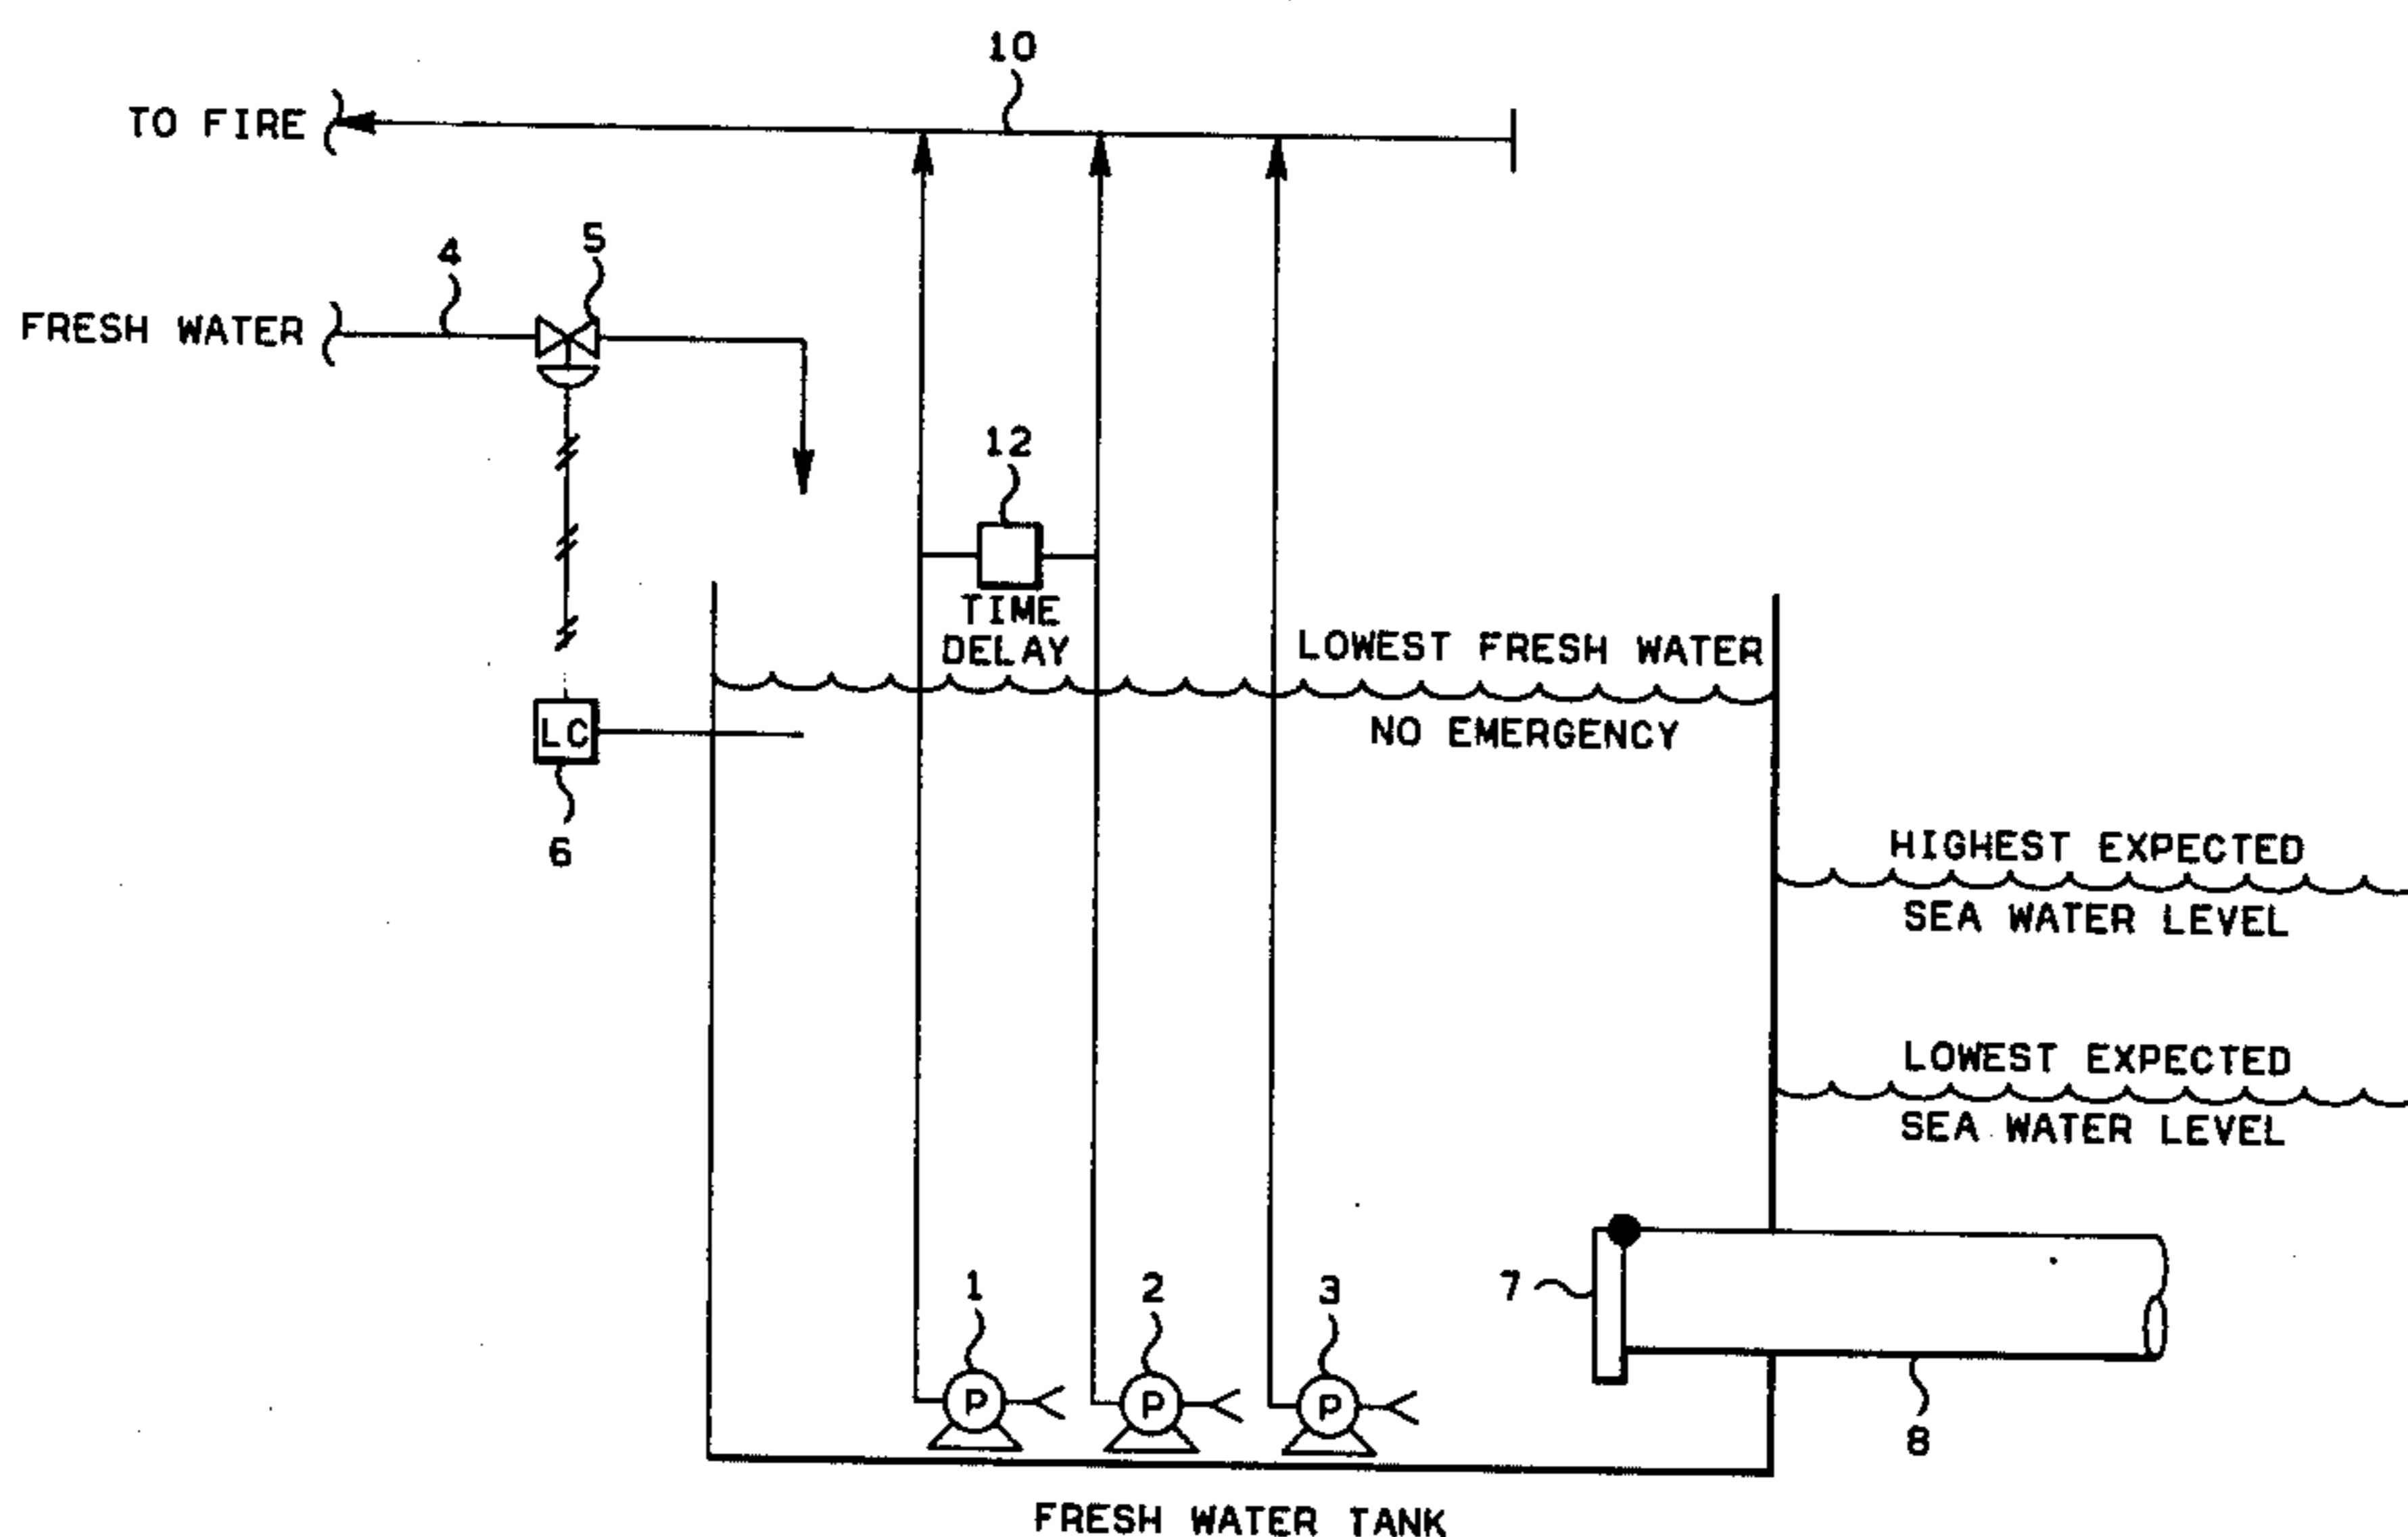 10
TO FIRE
4
5
FRESH WATER
12
TIME
DELAY
LOWEST FRESH WATER
NO EMERGENCY
LC
6
HIGHEST EXPECTED
SEA WATER LEVEL
LOWEST EXPECTED
SEA WATER LEVEL
1
2
3
7
P
P
P
8
FRESH WATER TANK